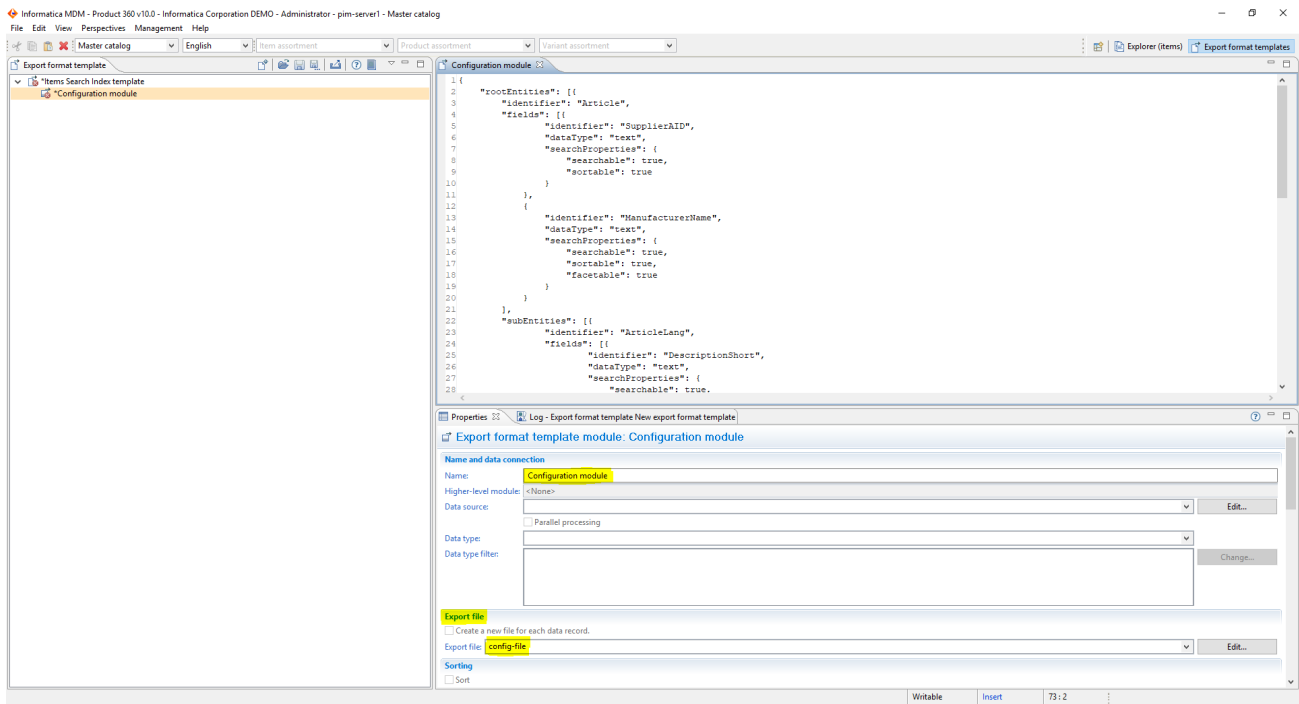 Informatica MDM - Product 360 v10.0 - Informatica Corporation DEMO - Administrator - pim-server1 - Master catalog
File Edit View Perspectives Management Help
Master catalog English Item assortment Product assortment Variant assortment Explorer (items) Export format templates
Export format template
*Items Search Index template
*Configuration module
Configuration module
1 {
2 "rootEntities": [{
3 "identifier": "Article",
4 "fields": [{
5 "identifier": "SupplierAID",
6 "dataType": "text",
7 "searchProperties": {
8 "searchable": true,
9 "sortable": true
10 }
11 },
12 {
13 "identifier": "ManufacturerName",
14 "dataType": "text",
15 "searchProperties": {
16 "searchable": true,
17 "sortable": true,
18 "facetable": true
19 }
20 }
21 ],
22 "subEntities": [{
23 "identifier": "ArticleLang",
24 "fields": [{
25 "identifier": "DescriptionShort",
26 "dataType": "text",
27 "searchProperties": {
28 "searchable": true,
Properties Log - Export format template New export format template
Export format template module: Configuration module
Name and data connection
Name: Configuration module
Higher-level module: <None>
Data source: Edit...
Parallel processing
Data type:
Data type filter: Change...
Export file
Create a new file for each data record.
Export file: config-file Edit...
Sorting
Sort
Writable Insert 73 : 2